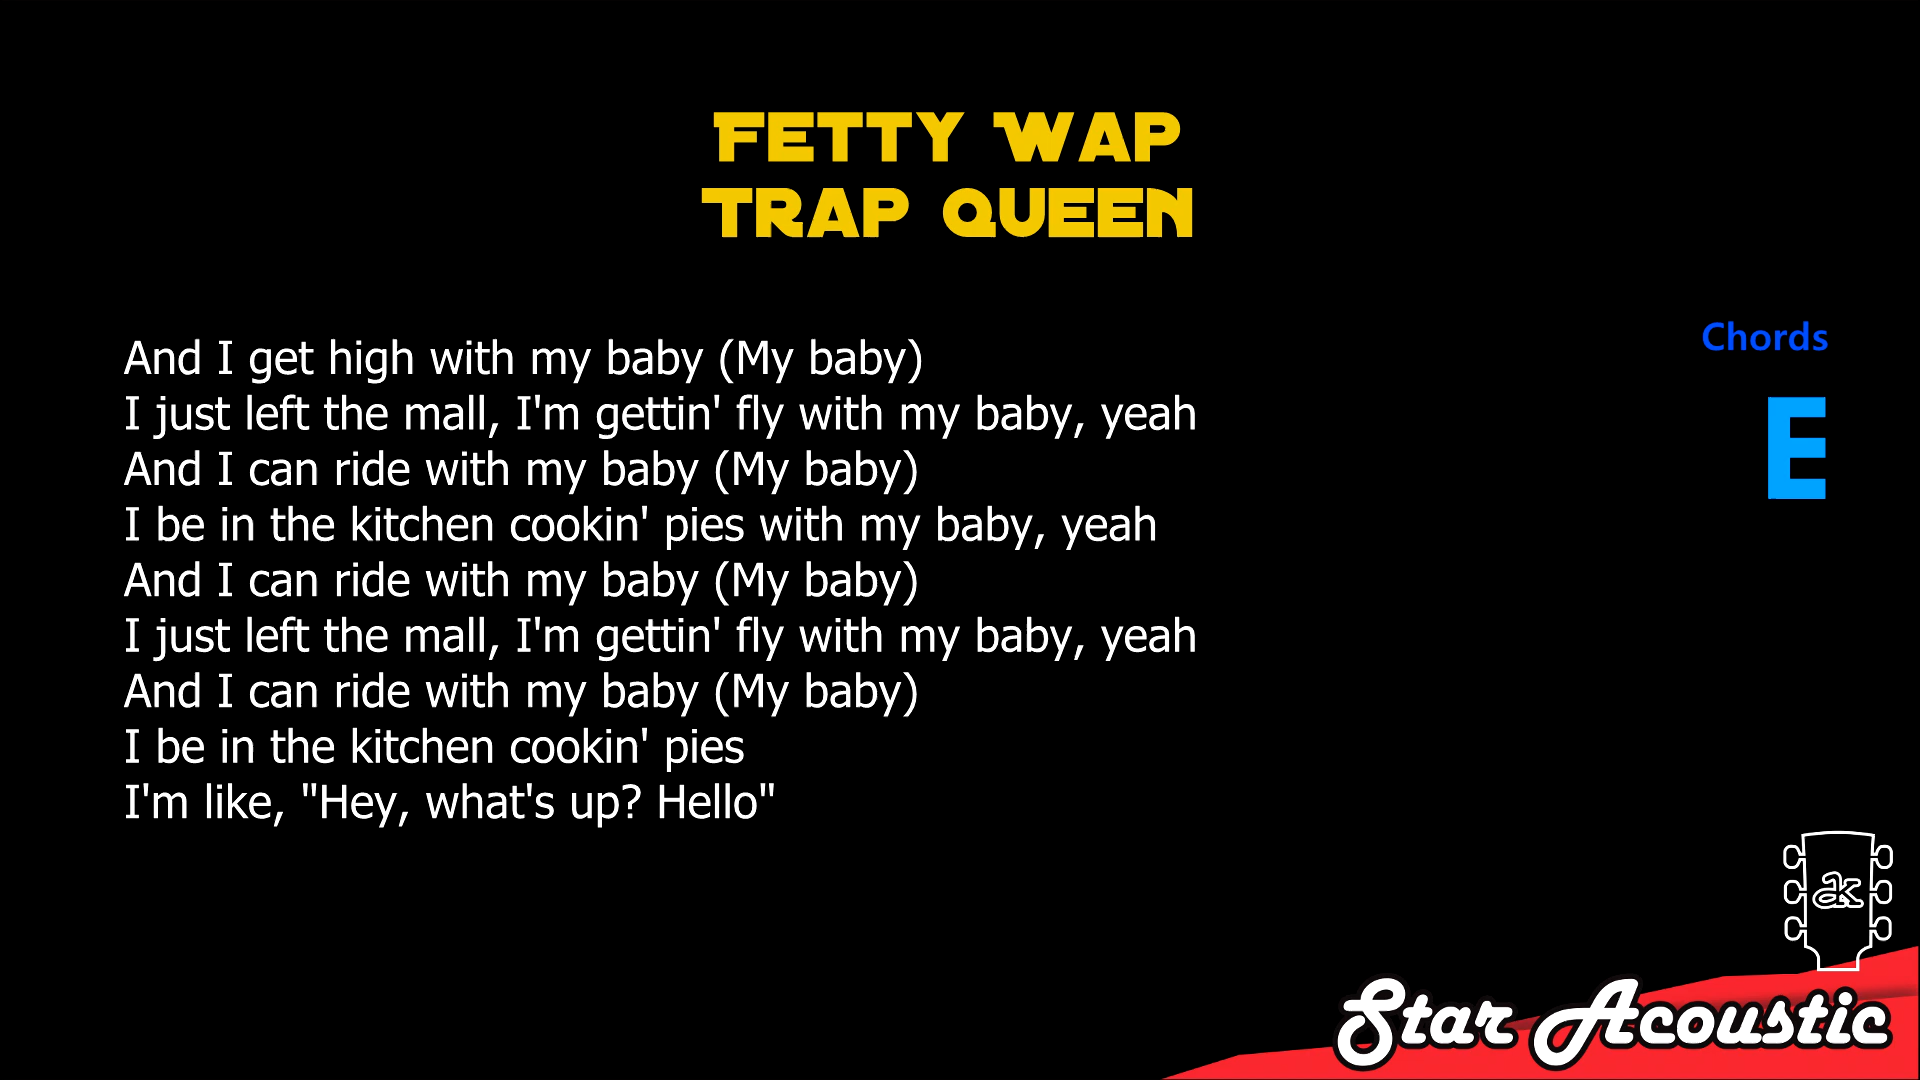 Fetty Wap
Trap Queen
Chords
E
And I get high with my baby (My baby)
I just left the mall, I'm gettin' fly with my baby, yeah
And I can ride with my baby (My baby)
I be in the kitchen cookin' pies with my baby, yeah
And I can ride with my baby (My baby)
I just left the mall, I'm gettin' fly with my baby, yeah
And I can ride with my baby (My baby)
I be in the kitchen cookin' pies
I'm like, "Hey, what's up? Hello"
ak
Star Acoustic